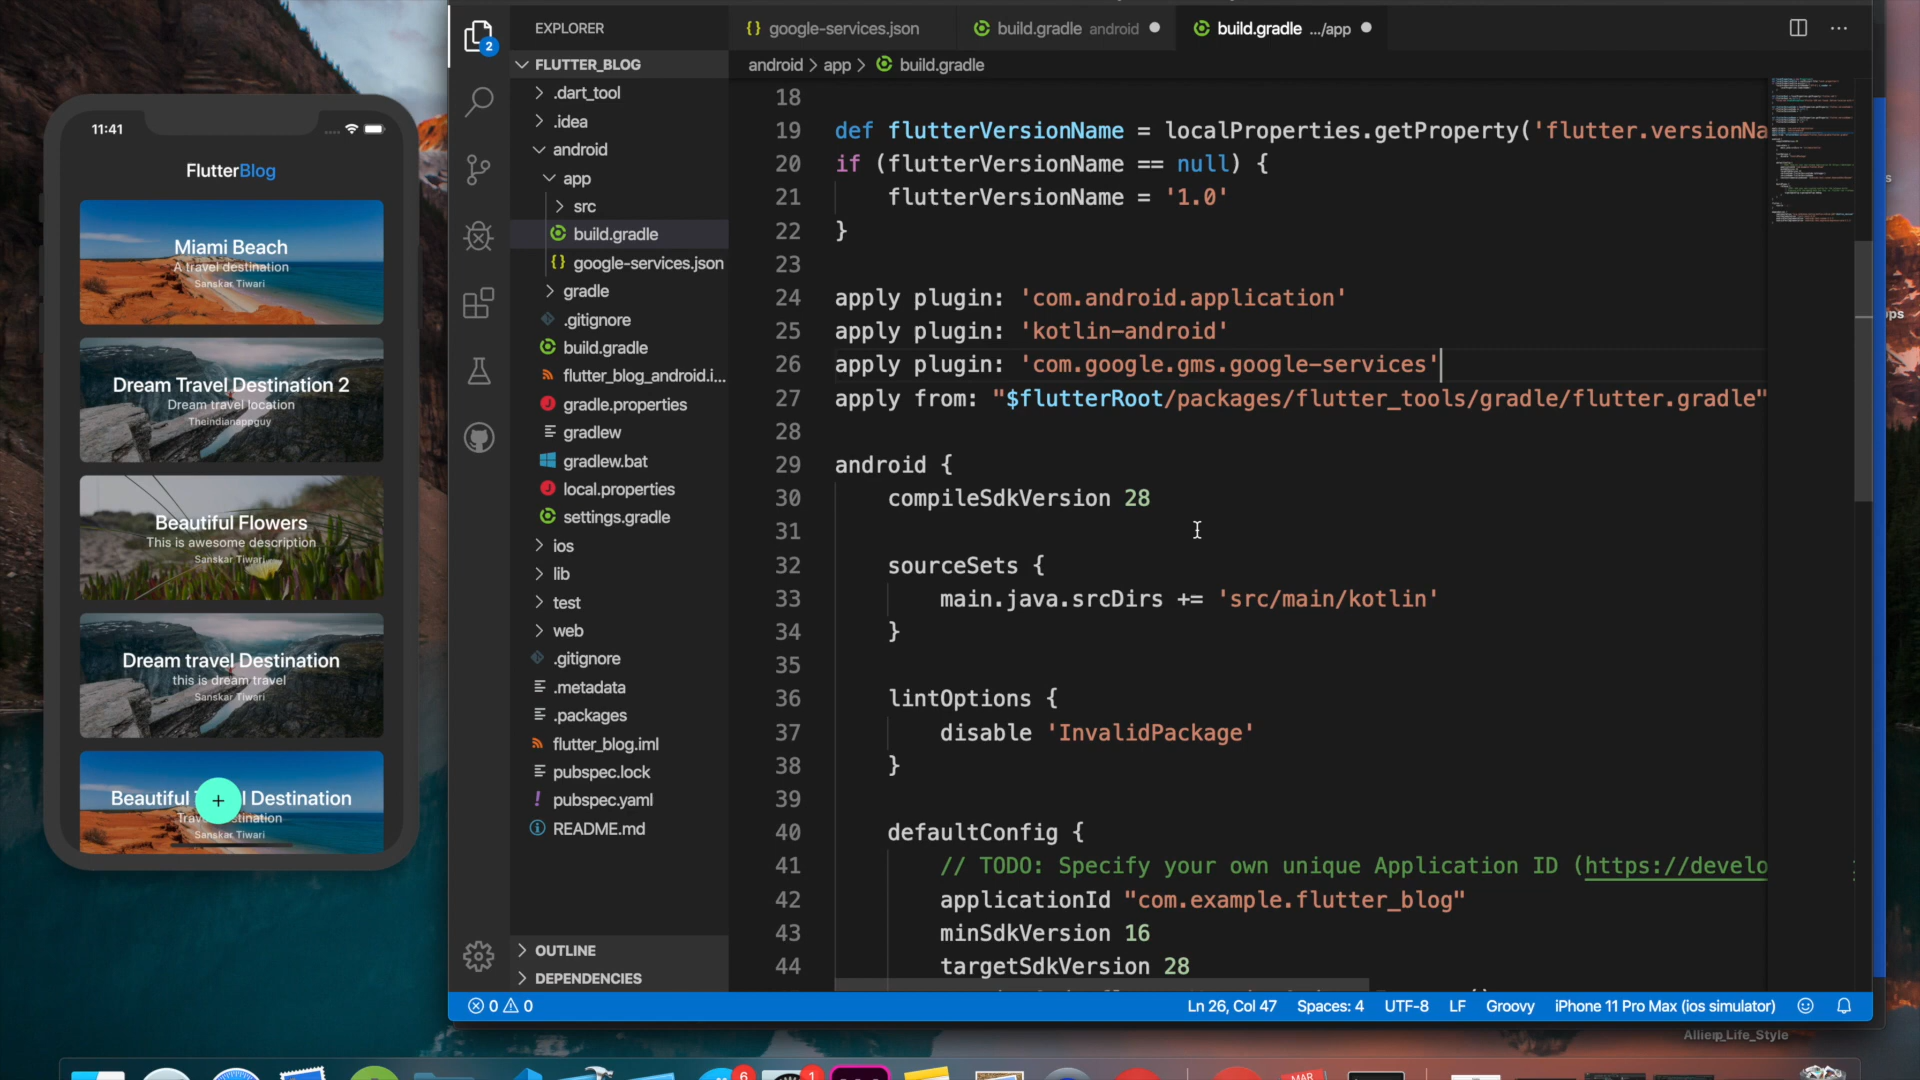 11:41
FlutterBlog
Miami Beach
A travel destination
Sanskar Tiwari
Dream Travel Destination 2
Dream travel location
Theindianappguy
Beautiful Flowers
This is awesome description
Sanskar Tiwari
Dream travel Destination
this is dream travel
Sanskar Tiwari
Beautiful Destination
Sanskar Tiwari
2
EXPLORER
FLUTTER_BLOG
.dart_tool
.idea
android
app
src
build.gradle
google-services.json
gradle
.gitignore
build.gradle
flutter_blog_android.i...
gradle.properties
gradlew
gradlew.bat
local.properties
settings.gradle
ios
lib
test
web
.gitignore
.metadata
.packages
flutter_blog.iml
pubspec.lock
pubspec.yaml
README.md
OUTLINE
DEPENDENCIES
google-services.json
build.gradle android
build.gradle .../app
android > app > build.gradle
18
19 def flutterVersionName = localProperties.getProperty('flutter.versionNa
20 if (flutterVersionName == null) {
21 flutterVersionName = '1.0'
22 }
23
24 apply plugin: 'com.android.application'
25 apply plugin: 'kotlin-android'
26 apply plugin: 'com.google.gms.google-services'
27 apply from: "$flutterRoot/packages/flutter_tools/gradle/flutter.gradle"
28
29 android {
30 compileSdkVersion 28
31
32 sourceSets {
33 main.java.srcDirs += 'src/main/kotlin'
34 }
35
36 lintOptions {
37 disable 'InvalidPackage'
38 }
39
40 defaultConfig {
41 // TODO: Specify your own unique Application ID (https://develo
42 applicationId "com.example.flutter_blog"
43 minSdkVersion 16
44 targetSdkVersion 28
0 0
Ln 26, Col 47
Spaces: 4
UTF-8
LF
Groovy
iPhone 11 Pro Max (ios simulator)
6
1
MAR